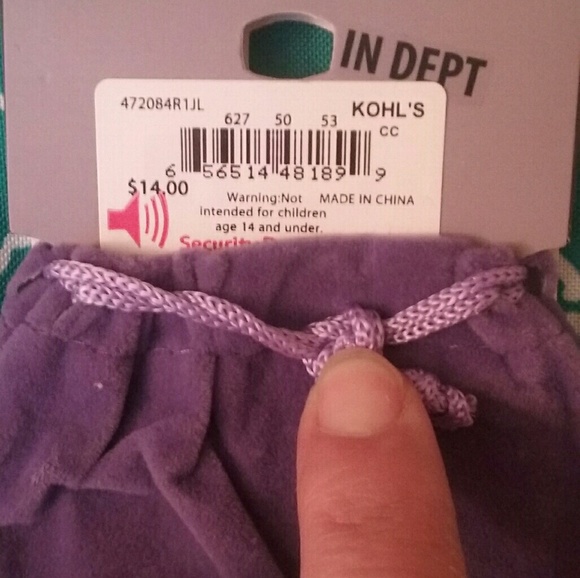 IN DEPT
472084R1JL
KOHL'S
627 50 53
CC
6 56514 48189 9
$14.00
Warning:Not MADE IN CHINA
intended for children
age 14 and under.
Security